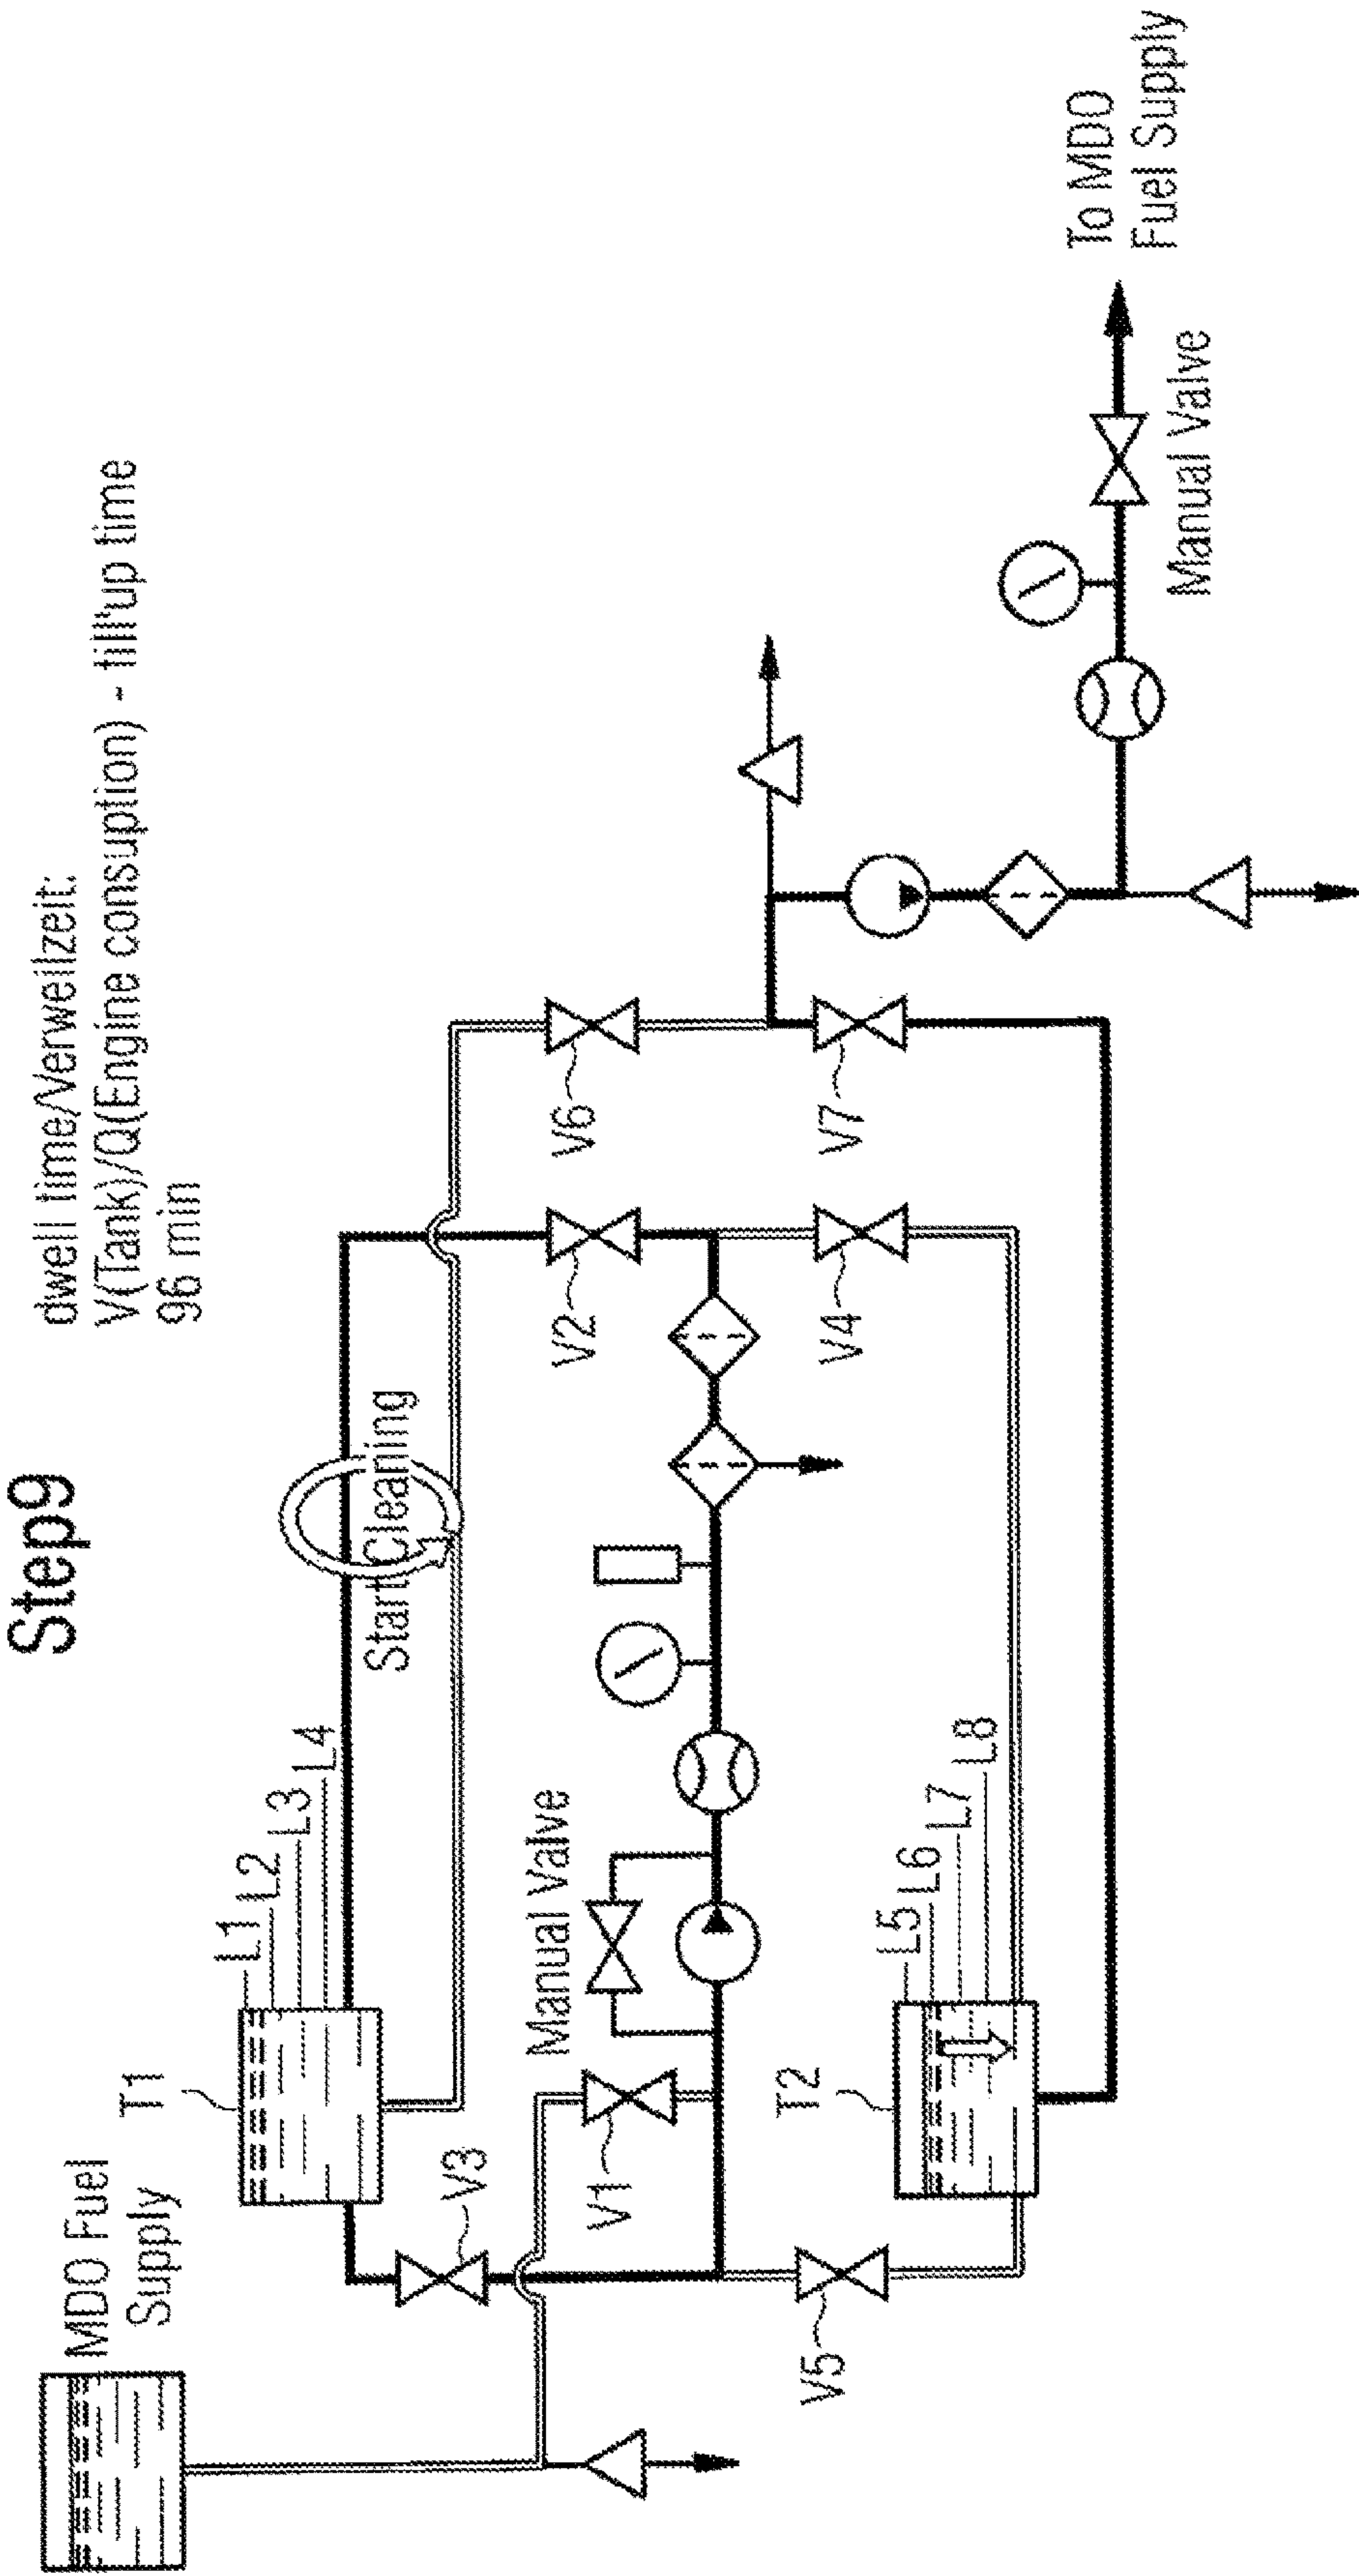 Step9
dwell time/Verweilzeit:
V(Tank)/Q(Engine consuption) - fill'up time
96 min
MDO Fuel
Supply
T1
L1
L2
L3
L4
Start Cleaning
V3
V1
Manual Valve
V2
V6
V5
T2
L5
L6
L7
L8
V4
V7
Manual Valve
To MDO
Fuel Supply